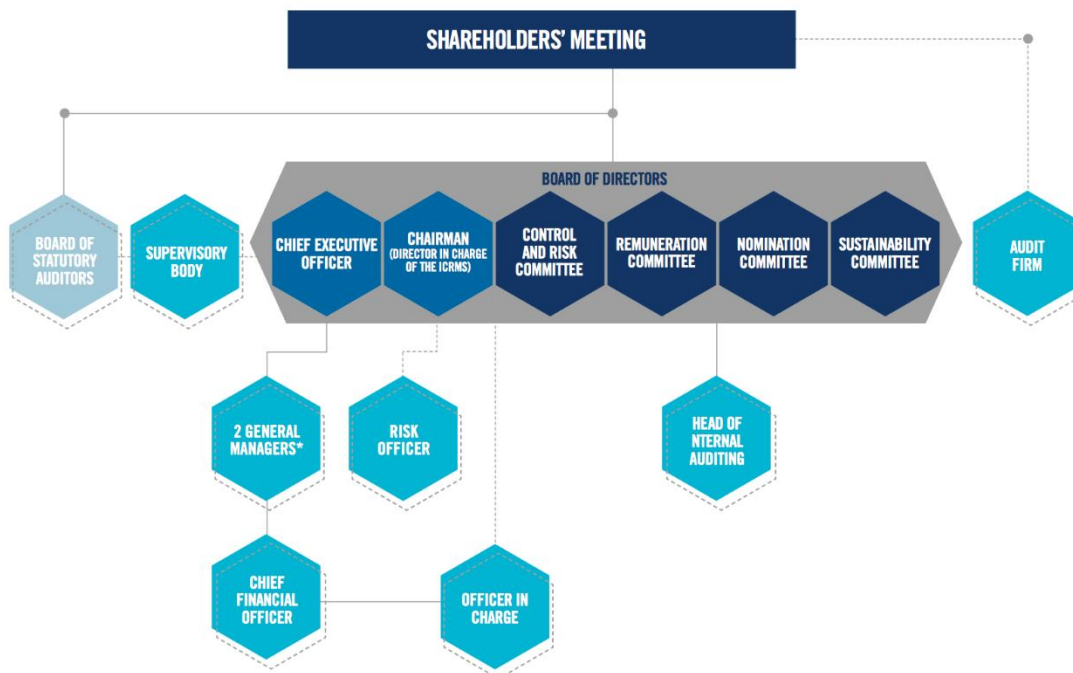 SHAREHOLDERS' MEETING
BOARD OF DIRECTORS
BOARD OF
STATUTORY
AUDITORS
SUPERVISORY
BODY
CHIEF EXECUTIVE
OFFICER
CHAIRMAN
(DIRECTOR IN CHARGE
OF THE ICRMS)
CONTROL
AND RISK
COMMITTEE
REMUNERATION
COMMITTEE
NOMINATION
COMMITTEE
SUSTAINABILITY
COMMITTEE
AUDIT
FIRM
2 GENERAL
MANAGERS*
RISK
OFFICER
HEAD OF
NTERNAL
AUDITING
CHIEF
FINANCIAL
OFFICER
OFFICER IN
CHARGE